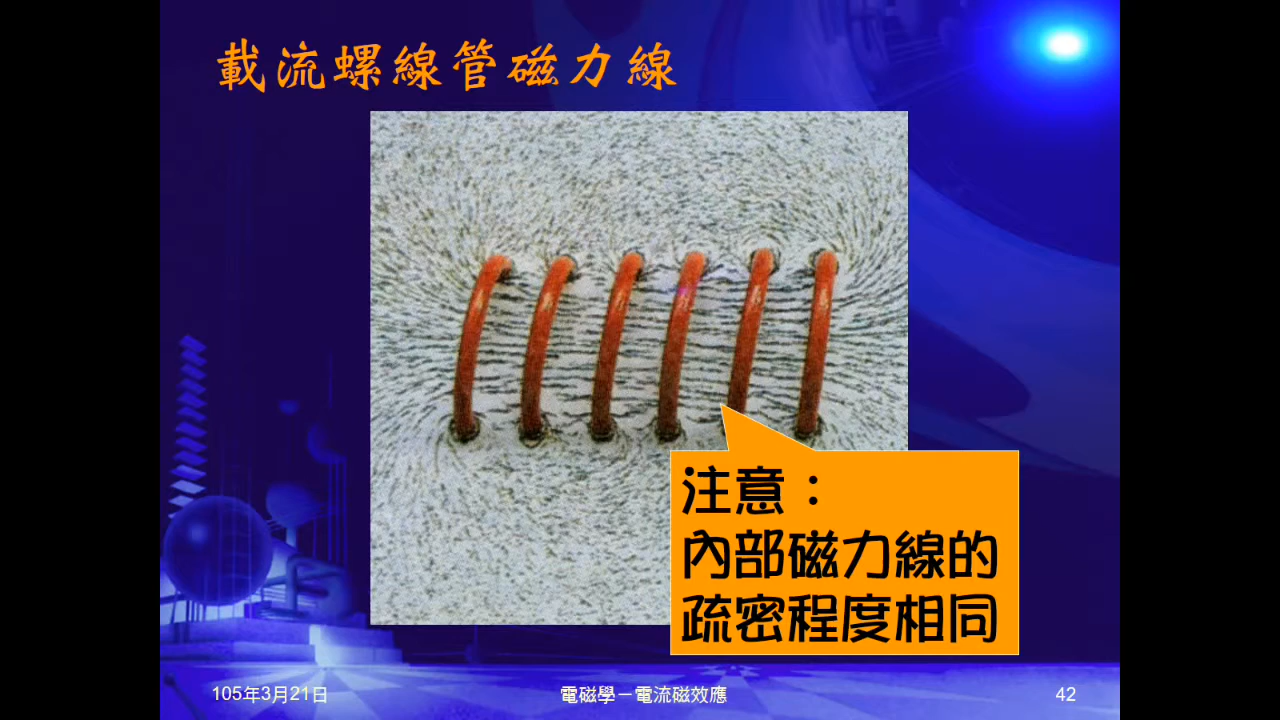 載流螺線管磁力線
注意：
內部磁力線的
疏密程度相同
105年3月21日
電磁學－電流磁效應
42